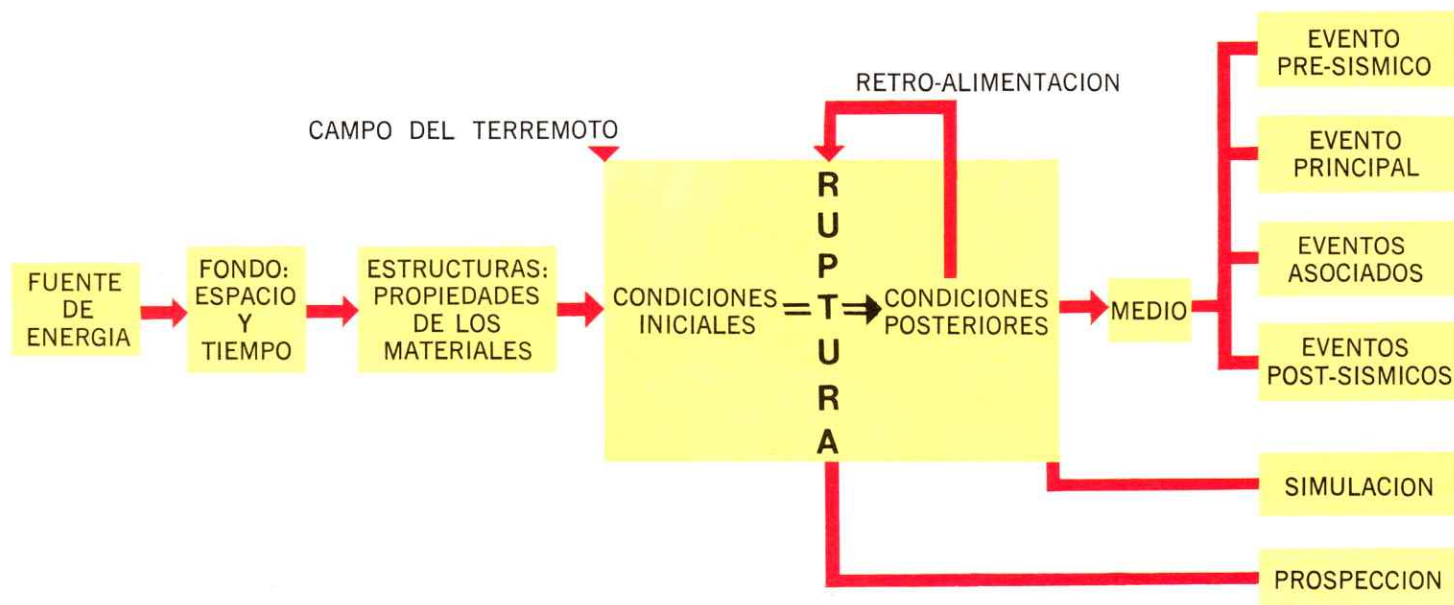 EVENTO
PRE-SISMICO
RETRO-ALIMENTACION
CAMPO DEL TERREMOTO
EVENTO
PRINCIPAL
RUPTURA
FUENTE
DE
ENERGIA
FONDO:
ESPACIO
Y
TIEMPO
ESTRUCTURAS:
PROPIEDADES
DE LOS
MATERIALES
CONDICIONES
INICIALES
CONDICIONES
POSTERIORES
MEDIO
EVENTOS
ASOCIADOS
EVENTOS
POST-SISMICOS
SIMULACION
PROSPECCION